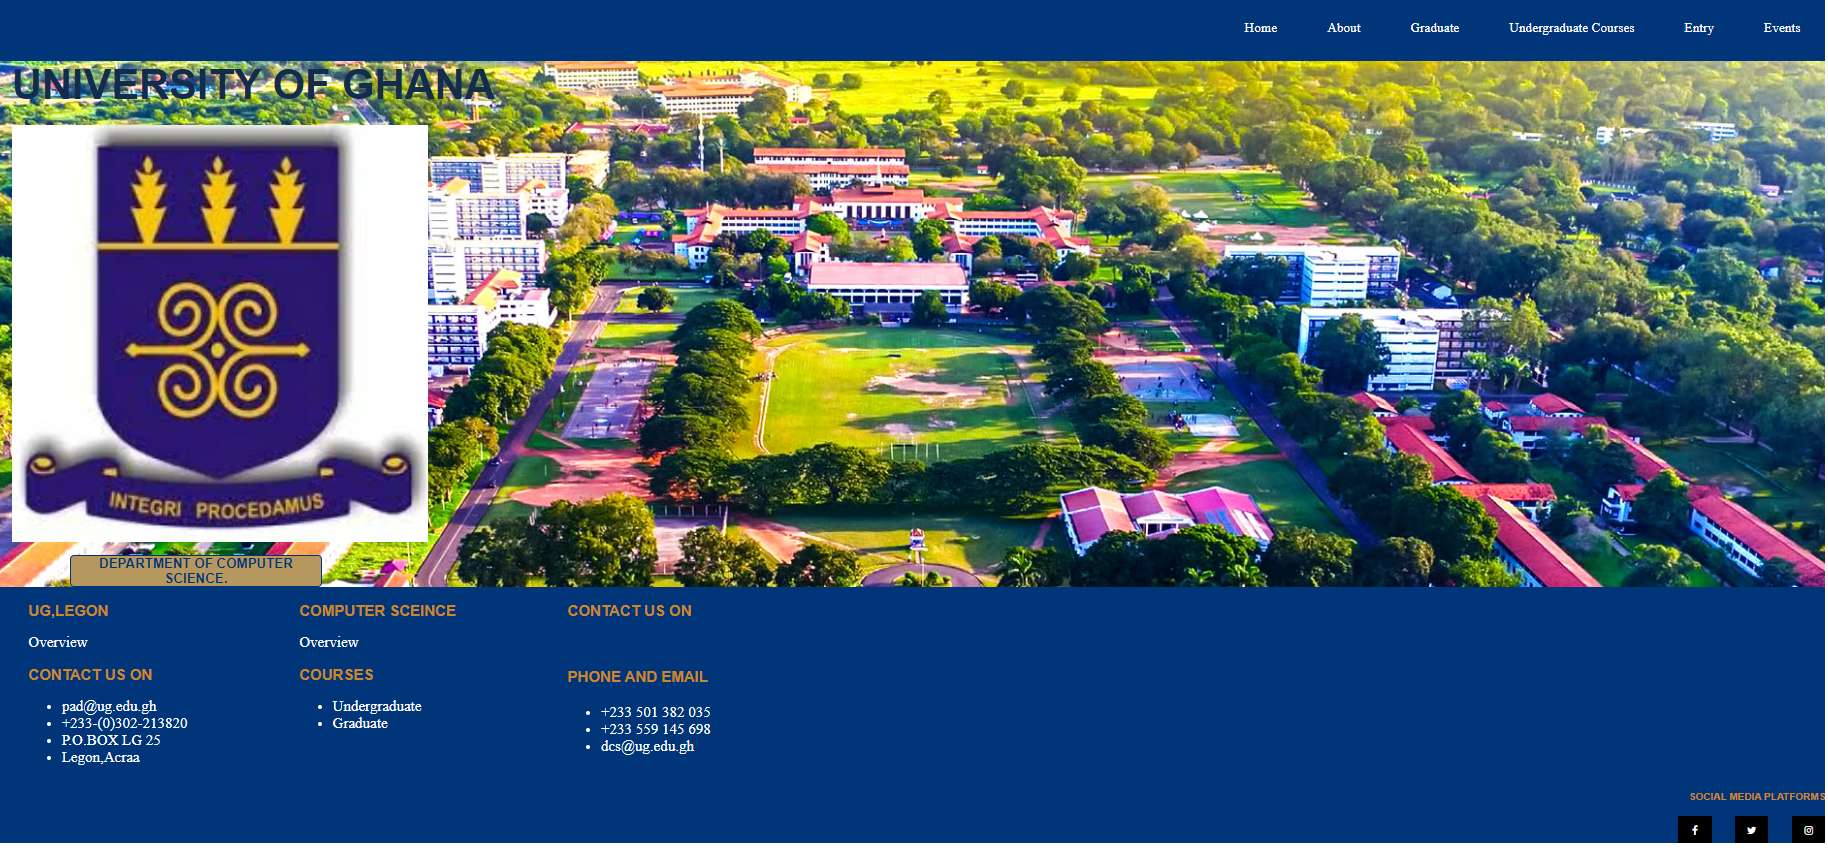 Home About Graduate Undergraduate Courses Entry Events
UNIVERSITY OF GHANA
INTEGRI PROCEDAMUS
DEPARTMENT OF COMPUTER
SCIENCE.
UG,LEGON
Overview
CONTACT US ON
• pad@ug.edu.gh
• +233-(0)302-213820
• P.O.BOX LG 25
• Legon,Acraa
COMPUTER SCEINCE
Overview
COURSES
• Undergraduate
• Graduate
CONTACT US ON
PHONE AND EMAIL
• +233 501 382 035
• +233 559 145 698
• dcs@ug.edu.gh
SOCIAL MEDIA PLATFORMS